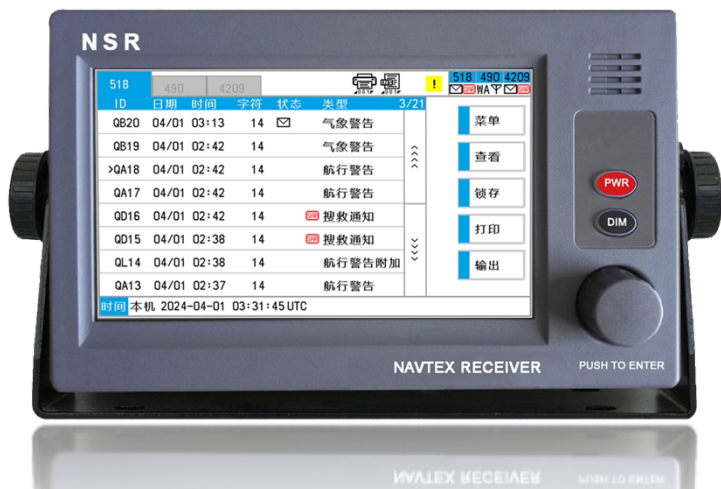 NSR
518 490 4209 ! 518 490 4209
WA
ID 日期 时间 字符 状态 类型 3/21
QB20 04/01 03:13 14 气象警告
QB19 04/01 02:42 14 气象警告
>QA18 04/01 02:42 14 航行警告
QA17 04/01 02:42 14 航行警告
QD16 04/01 02:42 14 搜救通知
QD15 04/01 02:38 14 搜救通知
QL14 04/01 02:38 14 航行警告附加
QA13 04/01 02:37 14 航行警告
时间 本机 2024-04-01 03:31:45 UTC
菜单
查看
锁存
打印
输出
PWR
DIM
NAVTEX RECEIVER
PUSH TO ENTER